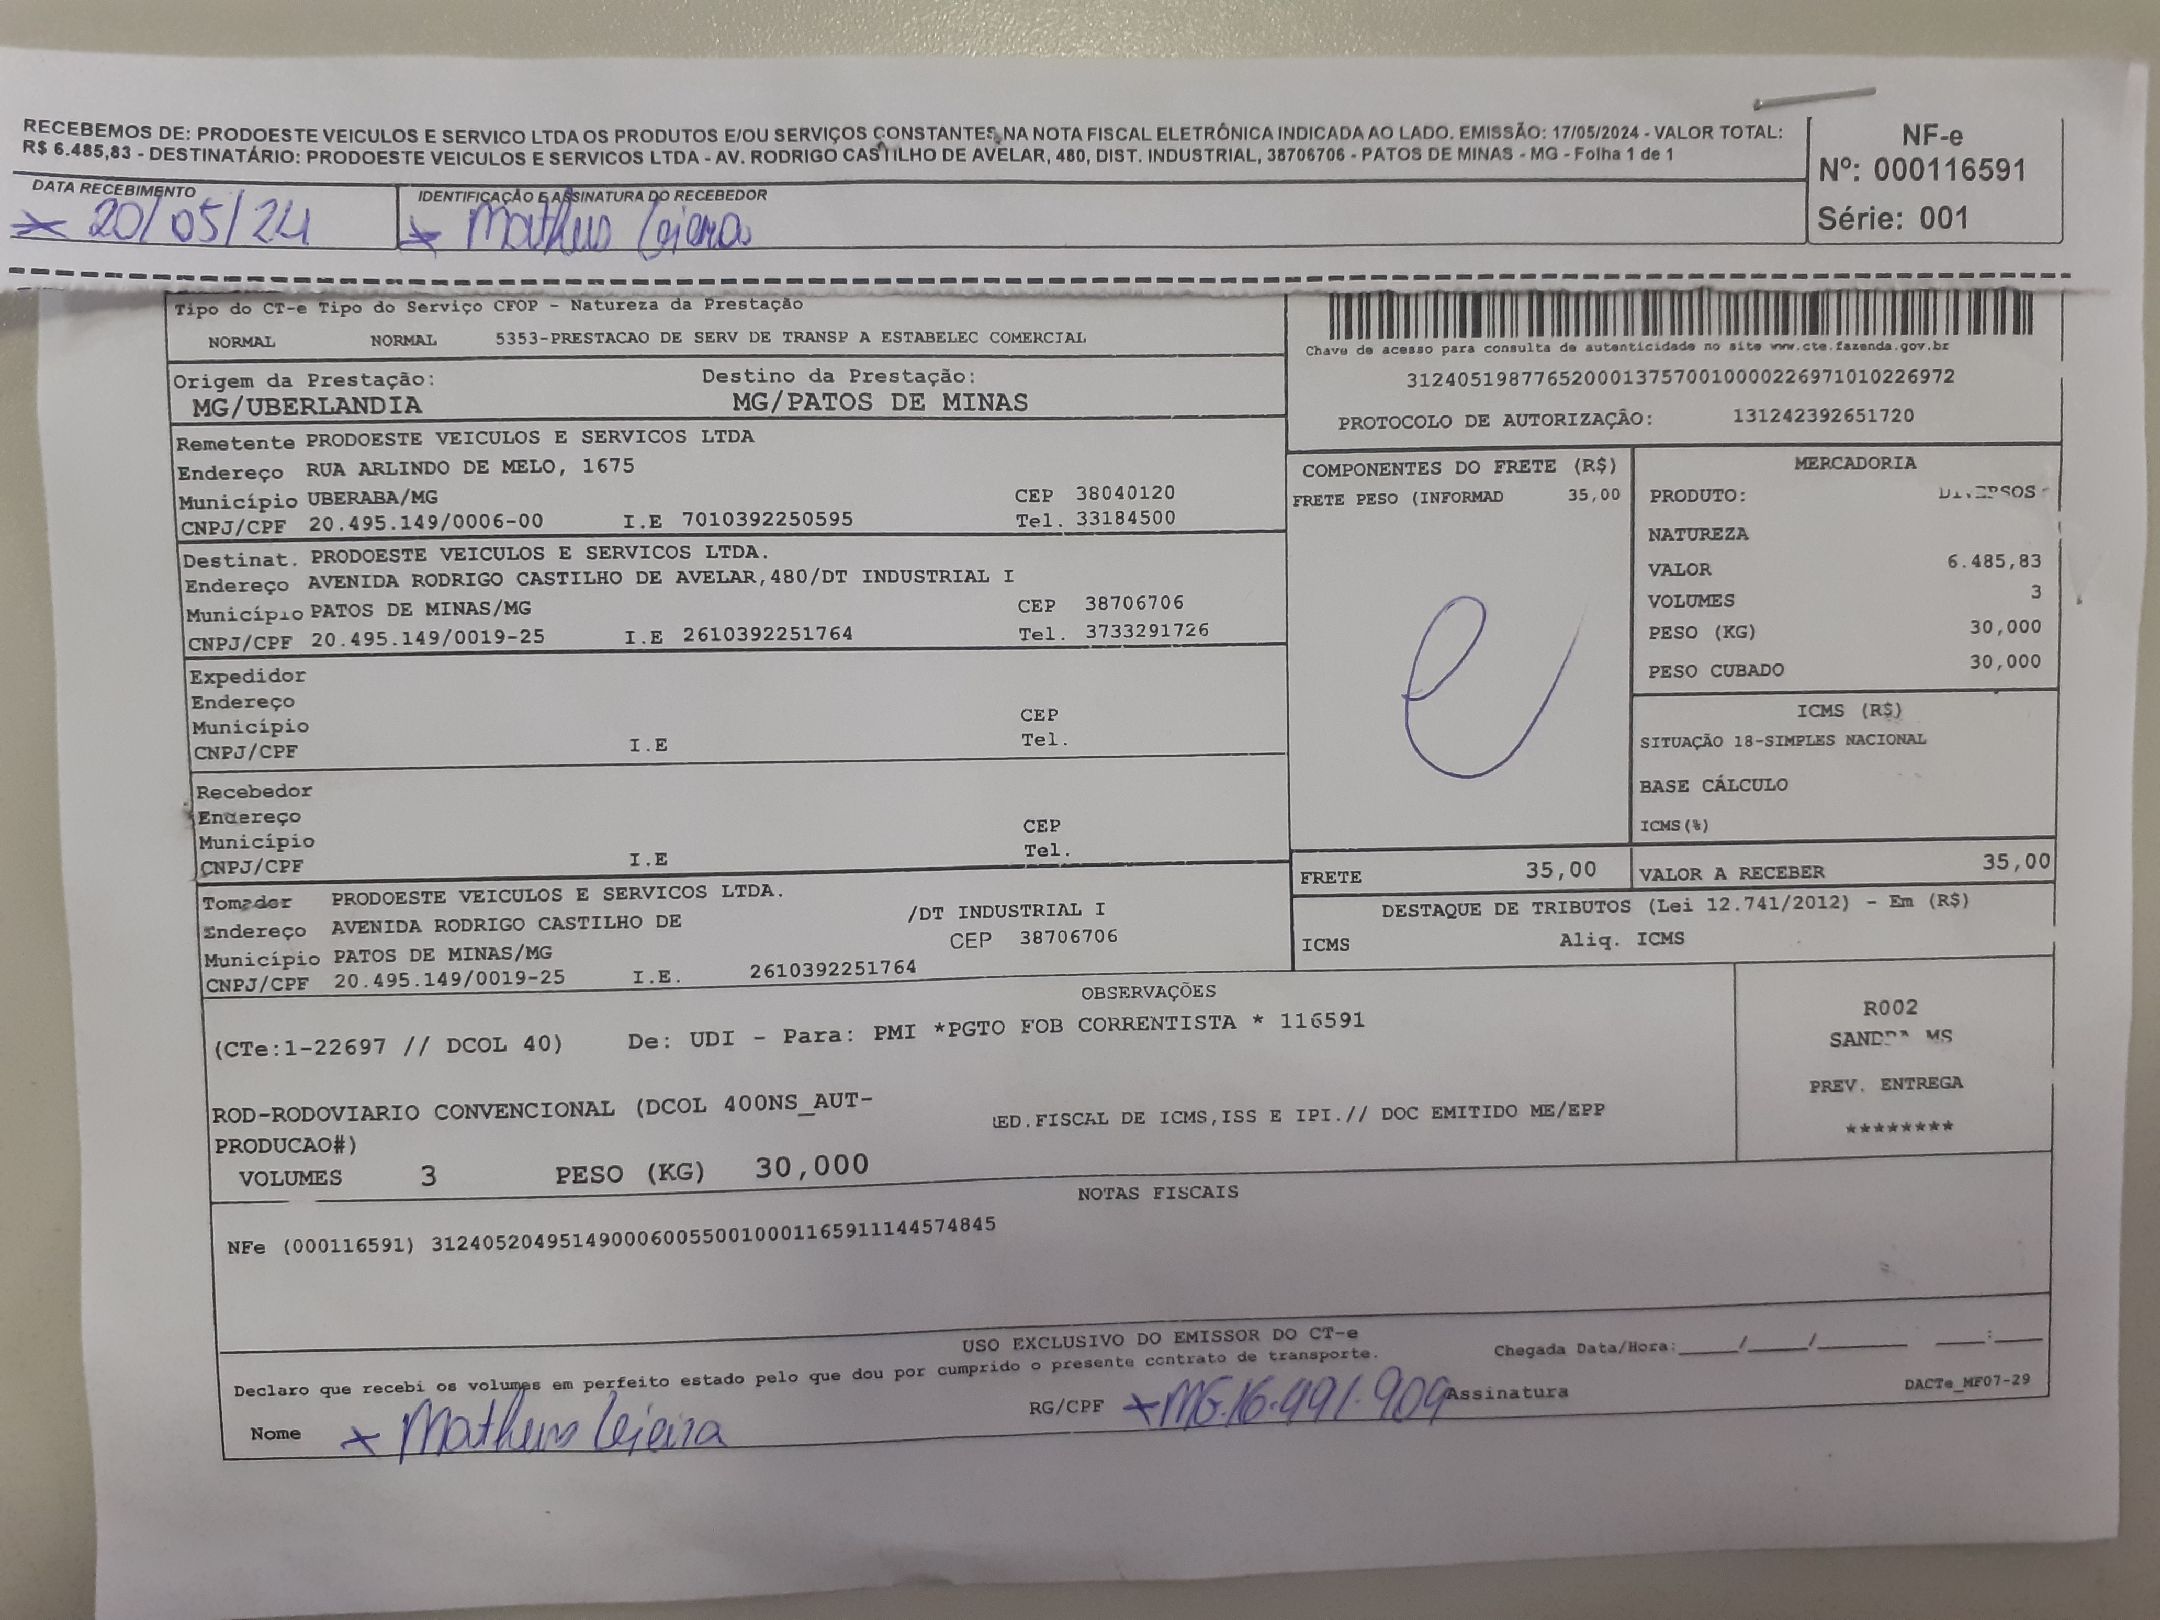 RECEBEMOS DE: PRODOESTE VEICULOS E SERVICO LTDA OS PRODUTOS E/OU SERVIÇOS CONSTANTES NA NOTA FISCAL ELETRÔNICA INDICADA AO LADO. EMISSÃO: 17/05/2024 - VALOR TOTAL:
R$ 6.485,83 - DESTINATÁRIO: PRODOESTE VEICULOS E SERVICOS LTDA - AV. RODRIGO CASTILHO DE AVELAR, 480, DIST. INDUSTRIAL, 38706706 - PATOS DE MINAS - MG - Folha 1 de 1
NF-e
Nº: 000116591
Série: 001
DATA RECEBIMENTO
20/05/24
IDENTIFICAÇÃO E ASSINATURA DO RECEBEDOR
Matheus
Tipo do CT-e Tipo do Serviço CFOP - Natureza da Prestação
NORMAL NORMAL 5353-PRESTACAO DE SERV DE TRANSP A ESTABELEC COMERCIAL
Chave de acesso para consulta de autenticidade no site www.cte.fazenda.gov.br
31240519877652000137570010000226971010226972
PROTOCOLO DE AUTORIZAÇÃO: 131242392651720
Origem da Prestação: Destino da Prestação:
MG/UBERLANDIA MG/PATOS DE MINAS
Remetente PRODOESTE VEICULOS E SERVICOS LTDA
Endereço RUA ARLINDO DE MELO, 1675
Município UBERABA/MG CEP 38040120
CNPJ/CPF 20.495.149/0006-00 I.E 7010392250595 Tel. 33184500
Destinat. PRODOESTE VEICULOS E SERVICOS LTDA.
Endereço AVENIDA RODRIGO CASTILHO DE AVELAR,480/DT INDUSTRIAL I
Município PATOS DE MINAS/MG CEP 38706706
CNPJ/CPF 20.495.149/0019-25 I.E 2610392251764 Tel. 3733291726
Expedidor
Endereço
Município CEP
CNPJ/CPF I.E Tel.
Recebedor
Endereço
Município CEP
CNPJ/CPF I.E Tel.
Tomador PRODOESTE VEICULOS E SERVICOS LTDA.
Endereço AVENIDA RODRIGO CASTILHO DE /DT INDUSTRIAL I
Município PATOS DE MINAS/MG CEP 38706706
CNPJ/CPF 20.495.149/0019-25 I.E. 2610392251764
COMPONENTES DO FRETE (R$)
FRETE PESO (INFORMAD 35,00
MERCADORIA
PRODUTO:
NATUREZA
VALOR 6.485,83
VOLUMES 3
PESO (KG) 30,000
PESO CUBADO 30,000
ICMS (R$)
SITUAÇÃO 18-SIMPLES NACIONAL
BASE CÁLCULO
ICMS(%)
FRETE 35,00 VALOR A RECEBER 35,00
DESTAQUE DE TRIBUTOS (Lei 12.741/2012) - Em (R$)
ICMS Aliq. ICMS
OBSERVAÇÕES
(CTe:1-22697 // DCOL 40) De: UDI - Para: PMI *PGTO FOB CORRENTISTA * 116591
ROD-RODOVIARIO CONVENCIONAL (DCOL 400NS_AUT-
PRODUCAO#)
ED.FISCAL DE ICMS,ISS E IPI.// DOC EMITIDO ME/EPP
VOLUMES 3 PESO (KG) 30,000
R002
MS
PREV. ENTREGA
********
NOTAS FISCAIS
NFe (000116591) 31240520495149000600550010001165911144574845
USO EXCLUSIVO DO EMISSOR DO CT-e
Declaro que recebi os volumes em perfeito estado pelo que dou por cumprido o presente contrato de transporte.
Chegada Data/Hora:_____/_____/________ ____:____
Nome Matheus RG/CPF MG.16.991.909 Assinatura
DACTe_MF07-29